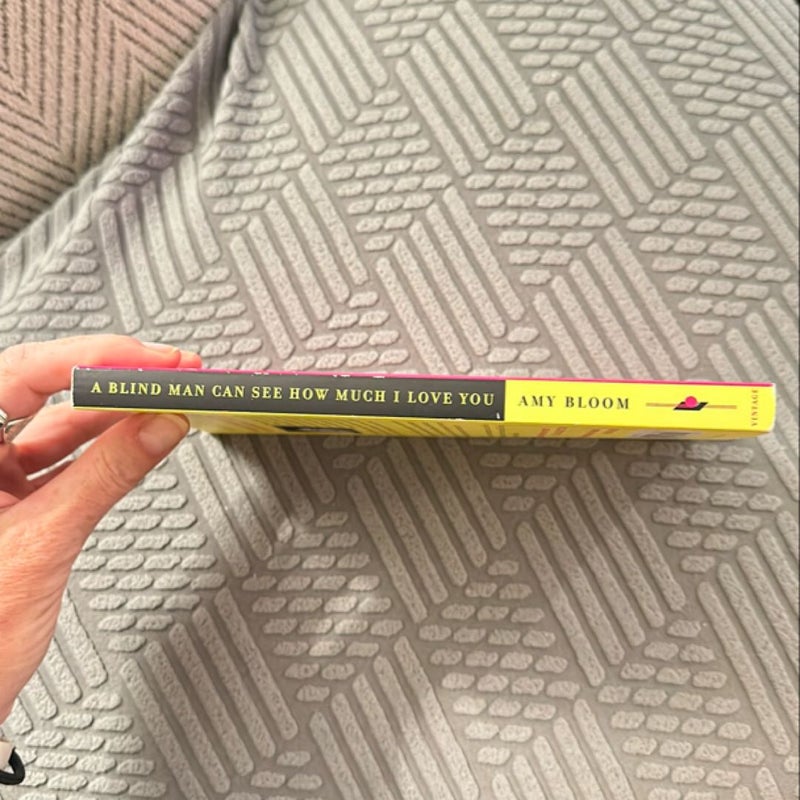 A BLIND MAN CAN SEE HOW MUCH I LOVE YOU
AMY BLOOM
VINTAGE